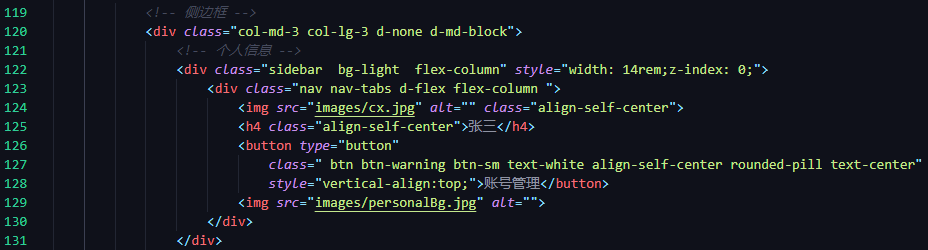 119 <!-- 侧边框 -->
120 <div class="col-md-3 col-lg-3 d-none d-md-block">
121 <!-- 个人信息 -->
122 <div class="sidebar  bg-light  flex-column" style="width: 14rem;z-index: 0;">
123 <div class="nav nav-tabs d-flex flex-column ">
124 <img src="images/cx.jpg" alt="" class="align-self-center">
125 <h4 class="align-self-center">张三</h4>
126 <button type="button"
127 class=" btn btn-warning btn-sm text-white align-self-center rounded-pill text-center"
128 style="vertical-align:top;">账号管理</button>
129 <img src="images/personalBg.jpg" alt="">
130 </div>
131 </div>